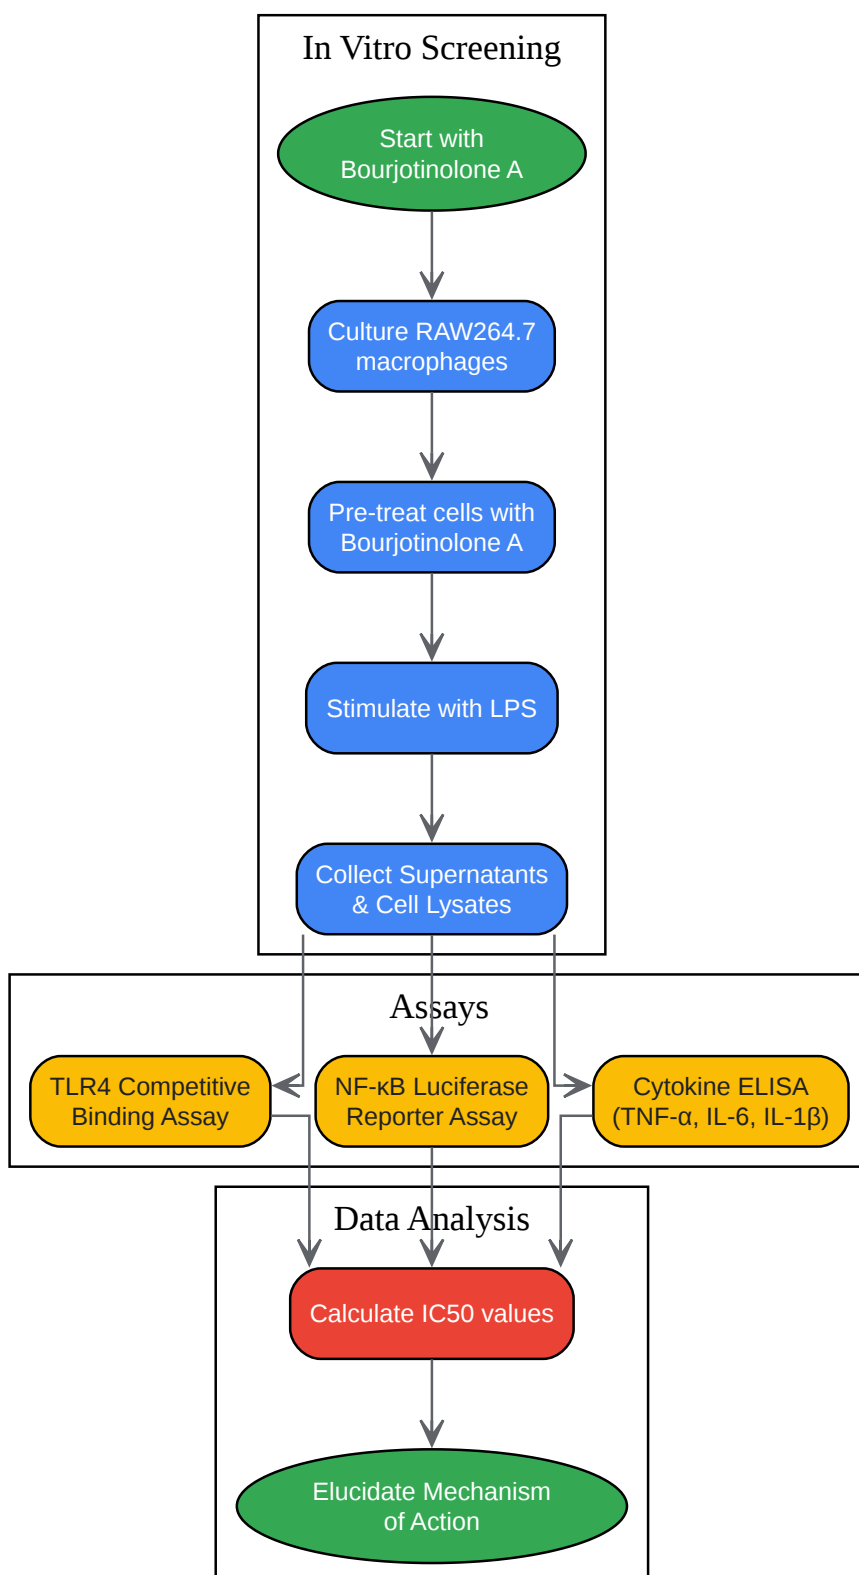 In Vitro Screening
Start with
Bourjotinolone A
Culture RAW264.7
macrophages
Pre-treat cells with
Bourjotinolone A
Stimulate with LPS
Collect Supernatants
& Cell Lysates
Assays
TLR4 Competitive
Binding Assay
NF-κB Luciferase
Reporter Assay
Cytokine ELISA
(TNF-α, IL-6, IL-1β)
Data Analysis
Calculate IC50 values
Elucidate Mechanism
of Action